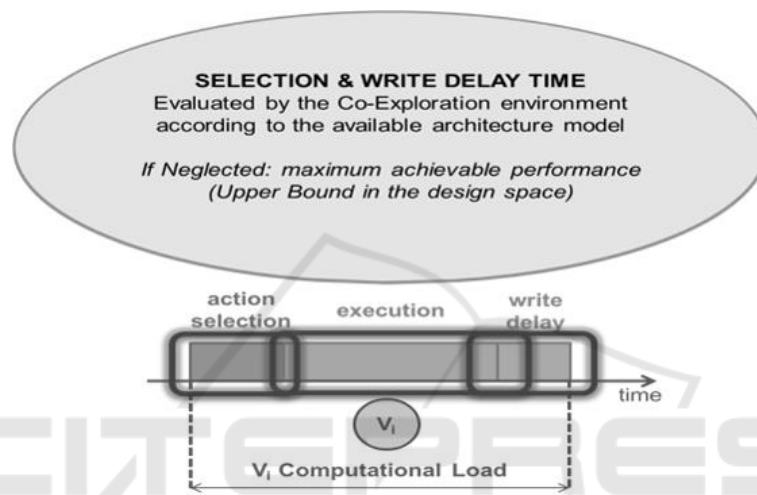 SELECTION & WRITE DELAY TIME
Evaluated by the Co-Exploration environment
according to the available architecture model
If Neglected: maximum achievable performance
(Upper Bound in the design space)
action
selection
execution
write
delay
time
Vi
Vi Computational Load
CITEPRES